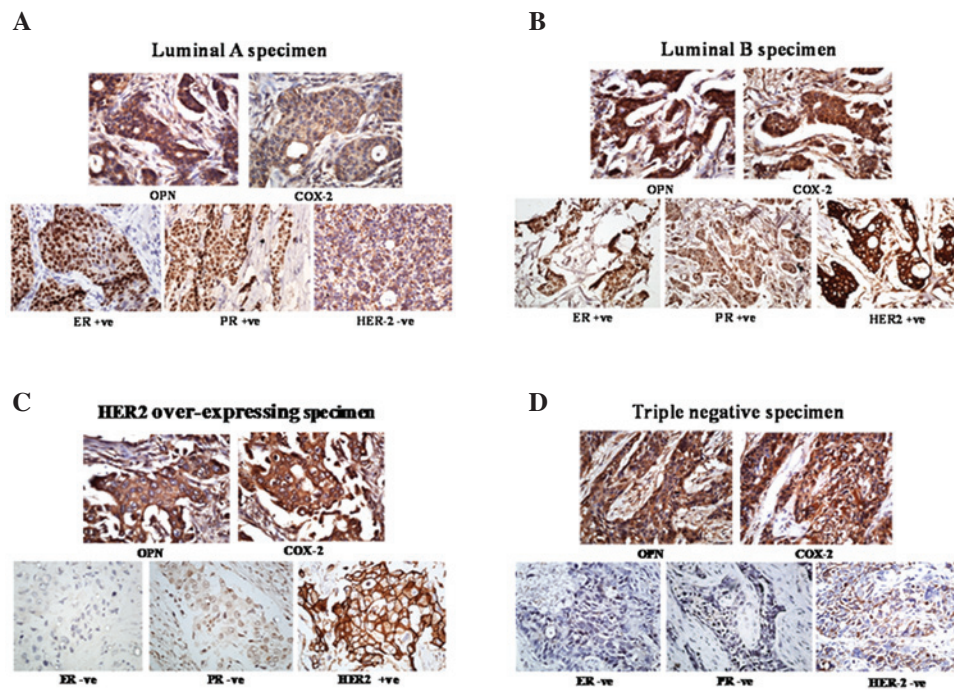 A
Luminal A specimen
OPN
COX-2
ER +ve
PR +ve
HER-2 -ve
B
Luminal B specimen
OPN
COX-2
ER +ve
PR +ve
HER2 +ve
C
HER2 over-expressing specimen
OPN
COX-2
ER -ve
PR -ve
HER2 +ve
D
Triple negative specimen
OPN
COX-2
ER -ve
PR -ve
HER-2 -ve